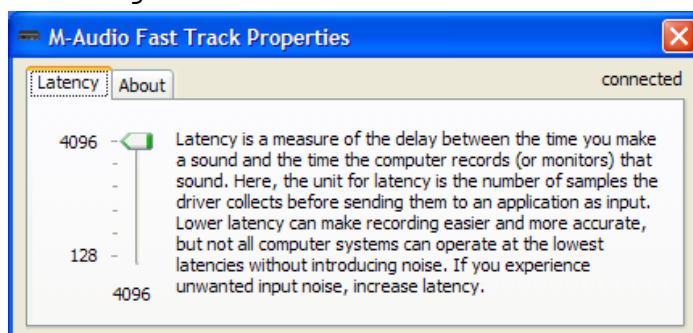 M-Audio Fast Track Properties
Latency About connected
4096
128
4096
Latency is a measure of the delay between the time you make
a sound and the time the computer records (or monitors) that
sound. Here, the unit for latency is the number of samples the
driver collects before sending them to an application as input.
Lower latency can make recording easier and more accurate,
but not all computer systems can operate at the lowest
latencies without introducing noise. If you experience
unwanted input noise, increase latency.